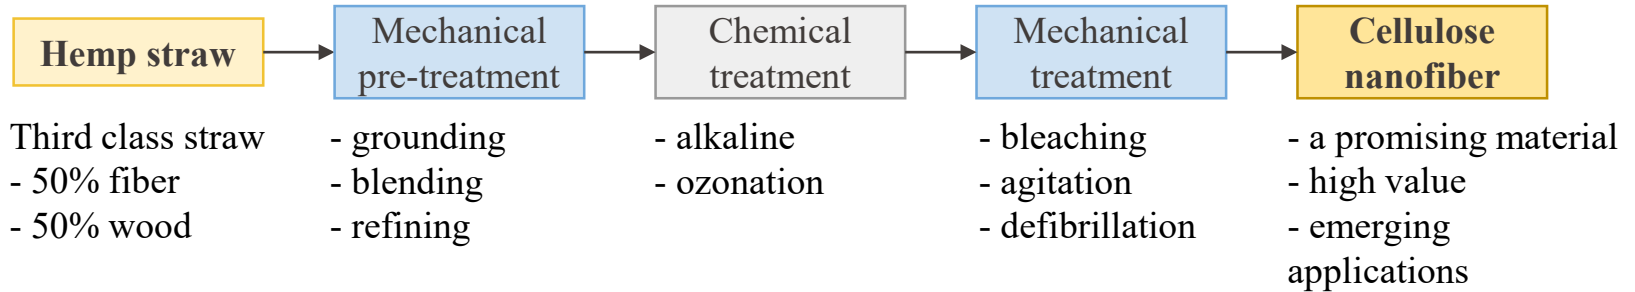 Hemp straw
Mechanical
pre-treatment
Chemical
treatment
Mechanical
treatment
Cellulose
nanofiber
Third class straw
- 50% fiber
- 50% wood
- grounding
- blending
- refining
- alkaline
- ozonation
- bleaching
- agitation
- defibrillation
- a promising material
- high value
- emerging
applications